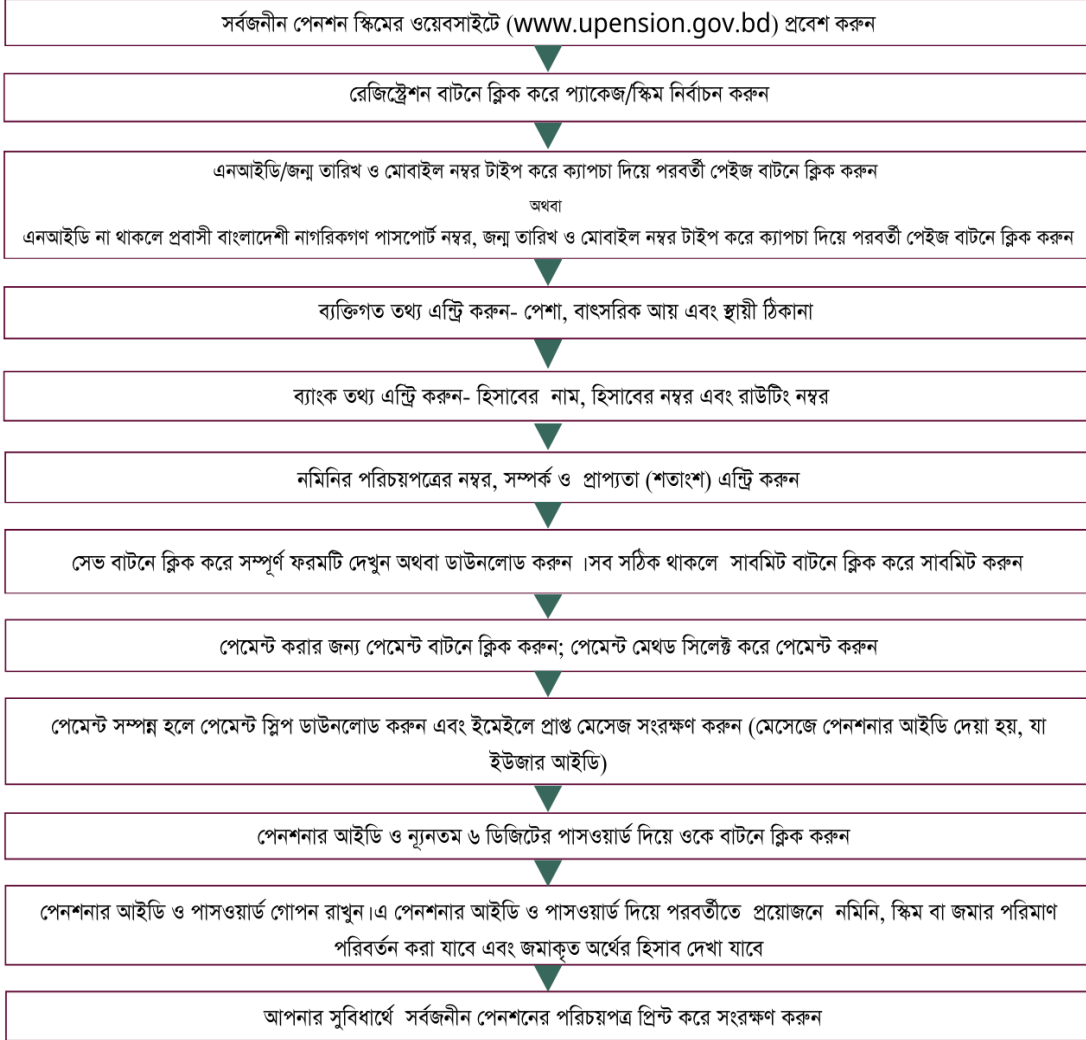 সর্বজনীন পেনশন স্কিমের ওয়েবসাইটে (www.upension.gov.bd) প্রবেশ করুন
রেজিস্ট্রেশন বাটনে ক্লিক করে প্যাকেজ/স্কিম নির্বাচন করুন
এনআইডি/জন্ম তারিখ ও মোবাইল নম্বর টাইপ করে ক্যাপচা দিয়ে পরবর্তী পেইজ বাটনে ক্লিক করুন
অথবা
এনআইডি না থাকলে প্রবাসী বাংলাদেশী নাগরিকগণ পাসপোর্ট নম্বর, জন্ম তারিখ ও মোবাইল নম্বর টাইপ করে ক্যাপচা দিয়ে পরবর্তী পেইজ বাটনে ক্লিক করুন
ব্যক্তিগত তথ্য এন্ট্রি করুন- পেশা, বাৎসরিক আয় এবং স্থায়ী ঠিকানা
ব্যাংক তথ্য এন্ট্রি করুন- হিসাবের নাম, হিসাবের নম্বর এবং রাউটিং নম্বর
নমিনির পরিচয়পত্রের নম্বর, সম্পর্ক ও প্রাপ্যতা (শতাংশ) এন্ট্রি করুন
সেভ বাটনে ক্লিক করে সম্পূর্ণ ফরমটি দেখুন অথবা ডাউনলোড করুন ।সব সঠিক থাকলে সাবমিট বাটনে ক্লিক করে সাবমিট করুন
পেমেন্ট করার জন্য পেমেন্ট বাটনে ক্লিক করুন; পেমেন্ট মেথড সিলেক্ট করে পেমেন্ট করুন
পেমেন্ট সম্পন্ন হলে পেমেন্ট স্লিপ ডাউনলোড করুন এবং ইমেইলে প্রাপ্ত মেসেজ সংরক্ষণ করুন (মেসেজে পেনশনার আইডি দেয়া হয়, যা
ইউজার আইডি)
পেনশনার আইডি ও ন্যূনতম ৬ ডিজিটের পাসওয়ার্ড দিয়ে ওকে বাটনে ক্লিক করুন
পেনশনার আইডি ও পাসওয়ার্ড গোপন রাখুন।এ পেনশনার আইডি ও পাসওয়ার্ড দিয়ে পরবর্তীতে প্রয়োজনে নমিনি, স্কিম বা জমার পরিমাণ
পরিবর্তন করা যাবে এবং জমাকৃত অর্থের হিসাব দেখা যাবে
আপনার সুবিধার্থে সর্বজনীন পেনশনের পরিচয়পত্র প্রিন্ট করে সংরক্ষণ করুন